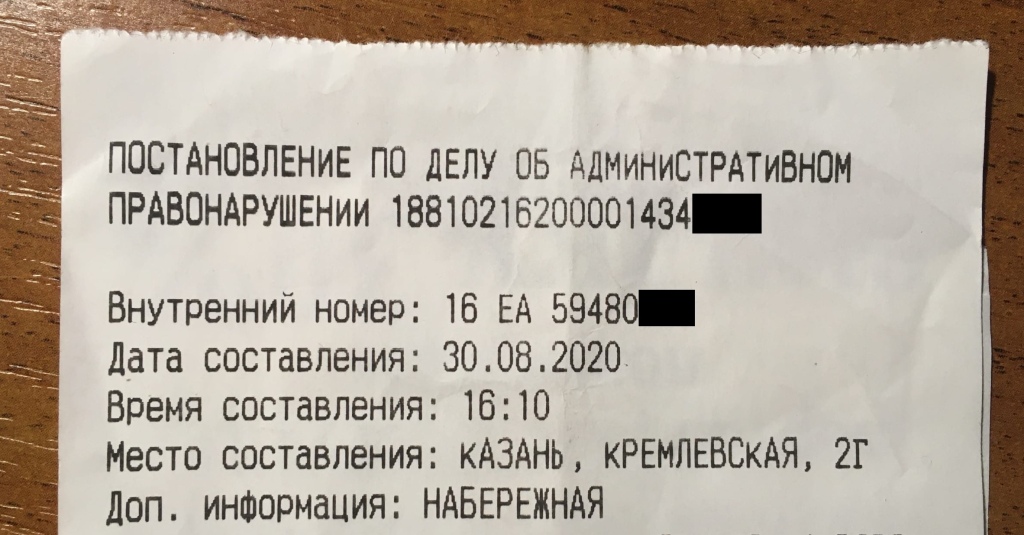 ПОСТАНОВЛЕНИЕ ПО ДЕЛУ ОБ АДМИНИСТРАТИВНОМ
ПРАВОНАРУШЕНИИ 18810216200001434
Внутренний номер: 16 ЕА 59480
Дата составления: 30.08.2020
Время составления: 16:10
Место составления: кАЗАНЬ, кРЕМЛЕВСкАЯ, 2Г
Доп. информация: НАБЕРЕЖНАЯ